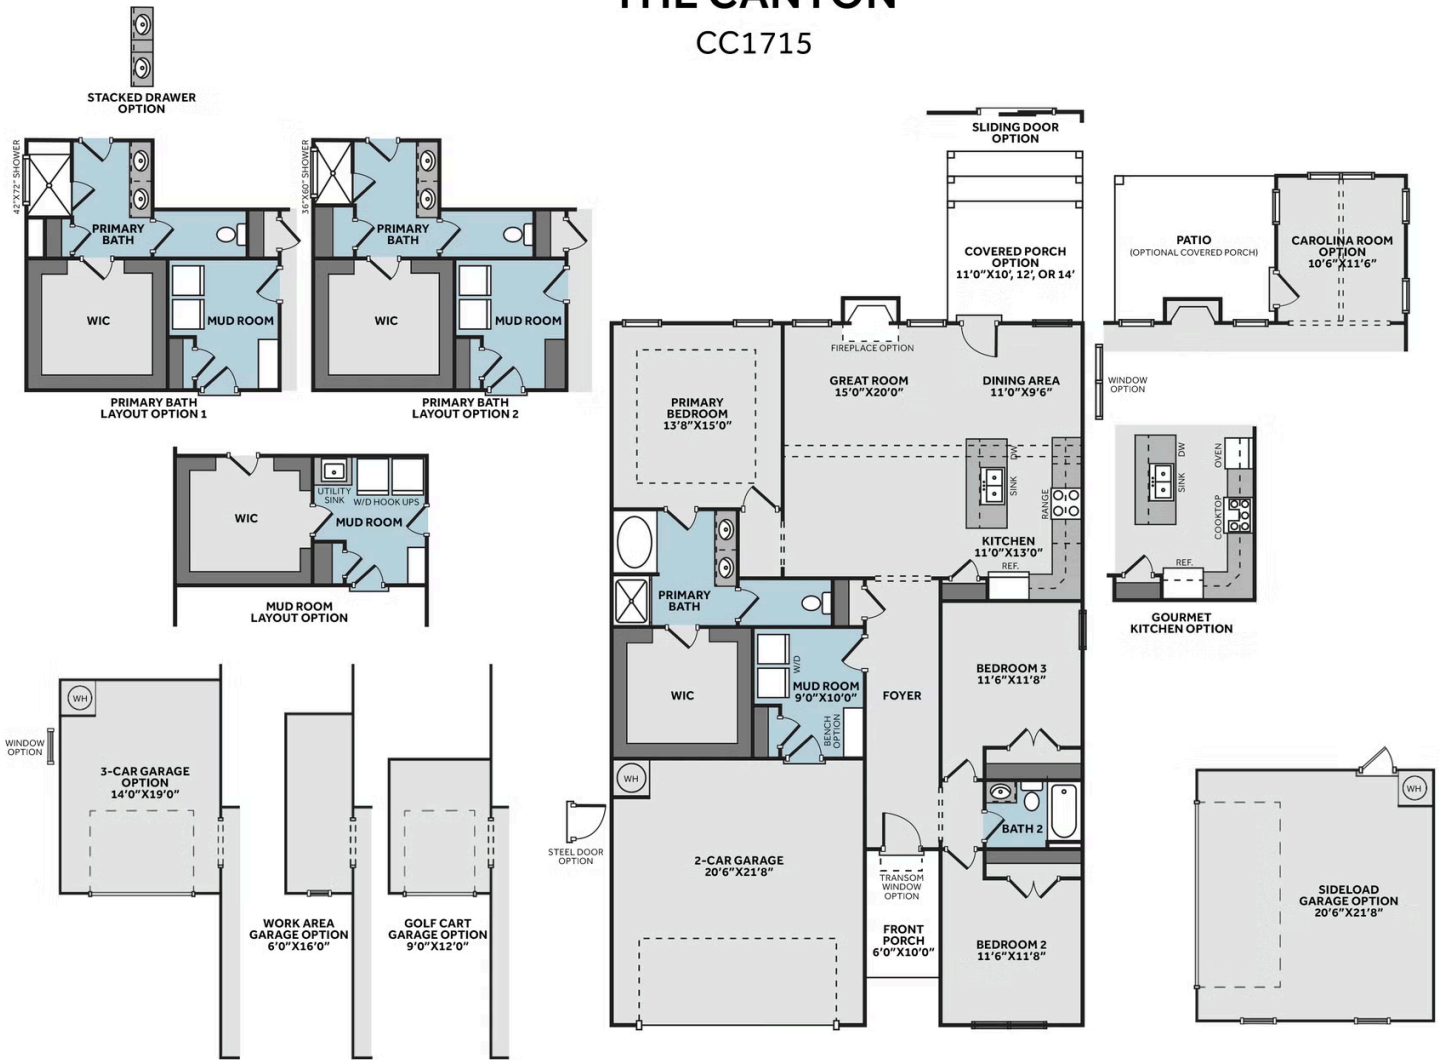 THE CANTON
CC1715
STACKED DRAWER
OPTION
42"X72" SHOWER
PRIMARY
BATH
WIC
MUD ROOM
PRIMARY BATH
LAYOUT OPTION 1
36"X60" SHOWER
PRIMARY
BATH
WIC
MUD ROOM
PRIMARY BATH
LAYOUT OPTION 2
WIC
UTILITY
SINK
W/D HOOK UPS
MUD ROOM
MUD ROOM
LAYOUT OPTION
WH
WINDOW
OPTION
3-CAR GARAGE
OPTION
14'0"X19'0"
WORK AREA
GARAGE OPTION
6'0"X16'0"
GOLF CART
GARAGE OPTION
9'0"X12'0"
SLIDING DOOR
OPTION
COVERED PORCH
OPTION
11'0"X10', 12', OR 14'
FIREPLACE OPTION
GREAT ROOM
15'0"X20'0"
DINING AREA
11'0"X9'6"
PRIMARY
BEDROOM
13'8"X15'0"
DW
SINK
RANGE
KITCHEN
11'0"X13'0"
REF.
PRIMARY
BATH
WIC
W/D
MUD ROOM
9'0"X10'0"
BENCH
OPTION
FOYER
BEDROOM 3
11'6"X11'8"
WH
STEEL DOOR
OPTION
2-CAR GARAGE
20'6"X21'8"
BATH 2
TRANSOM
WINDOW
OPTION
FRONT
PORCH
6'0"X10'0"
BEDROOM 2
11'6"X11'8"
PATIO
(OPTIONAL COVERED PORCH)
CAROLINA ROOM
OPTION
10'6"X11'6"
WINDOW
OPTION
DW
SINK
OVEN
COOKTOP
REF.
GOURMET
KITCHEN OPTION
WH
SIDELOAD
GARAGE OPTION
20'6"X21'8"